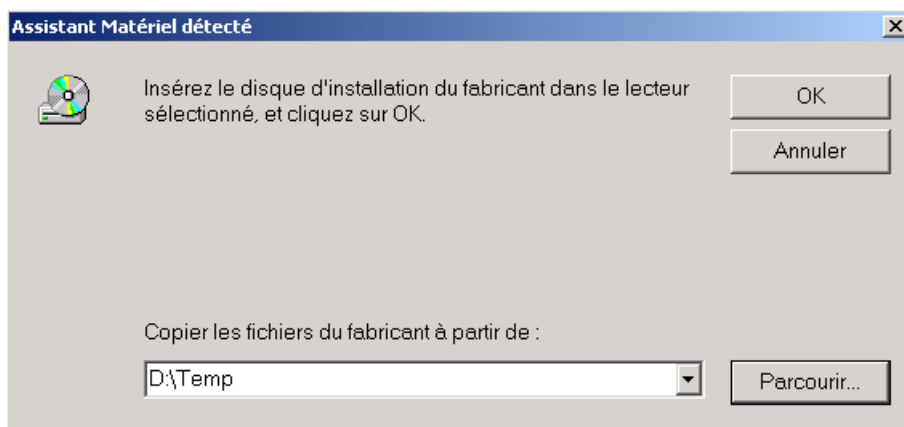 Assistant Matériel détecté
Insérez le disque d'installation du fabricant dans le lecteur
sélectionné, et cliquez sur OK.
OK
Annuler
Copier les fichiers du fabricant à partir de :
D:\Temp
Parcourir...